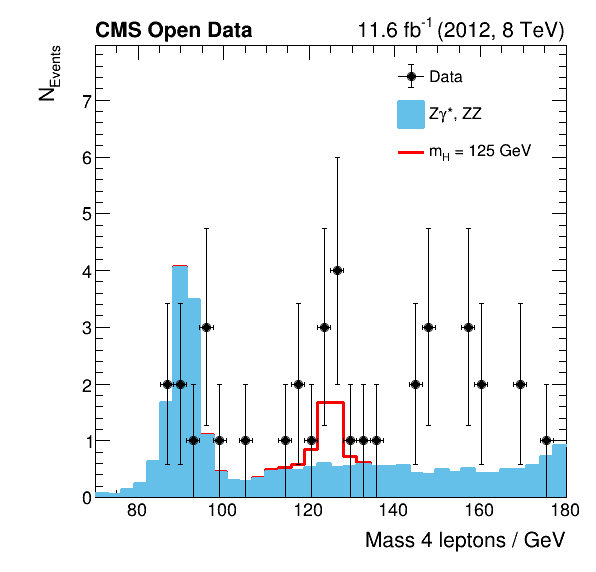 CMS Open Data 11.6 fb⁻¹ (2012, 8 TeV)
N_Events
Data
Zγ*, ZZ
m_H = 125 GeV
7
6
5
4
3
2
1
0
80 100 120 140 160 180
Mass 4 leptons / GeV